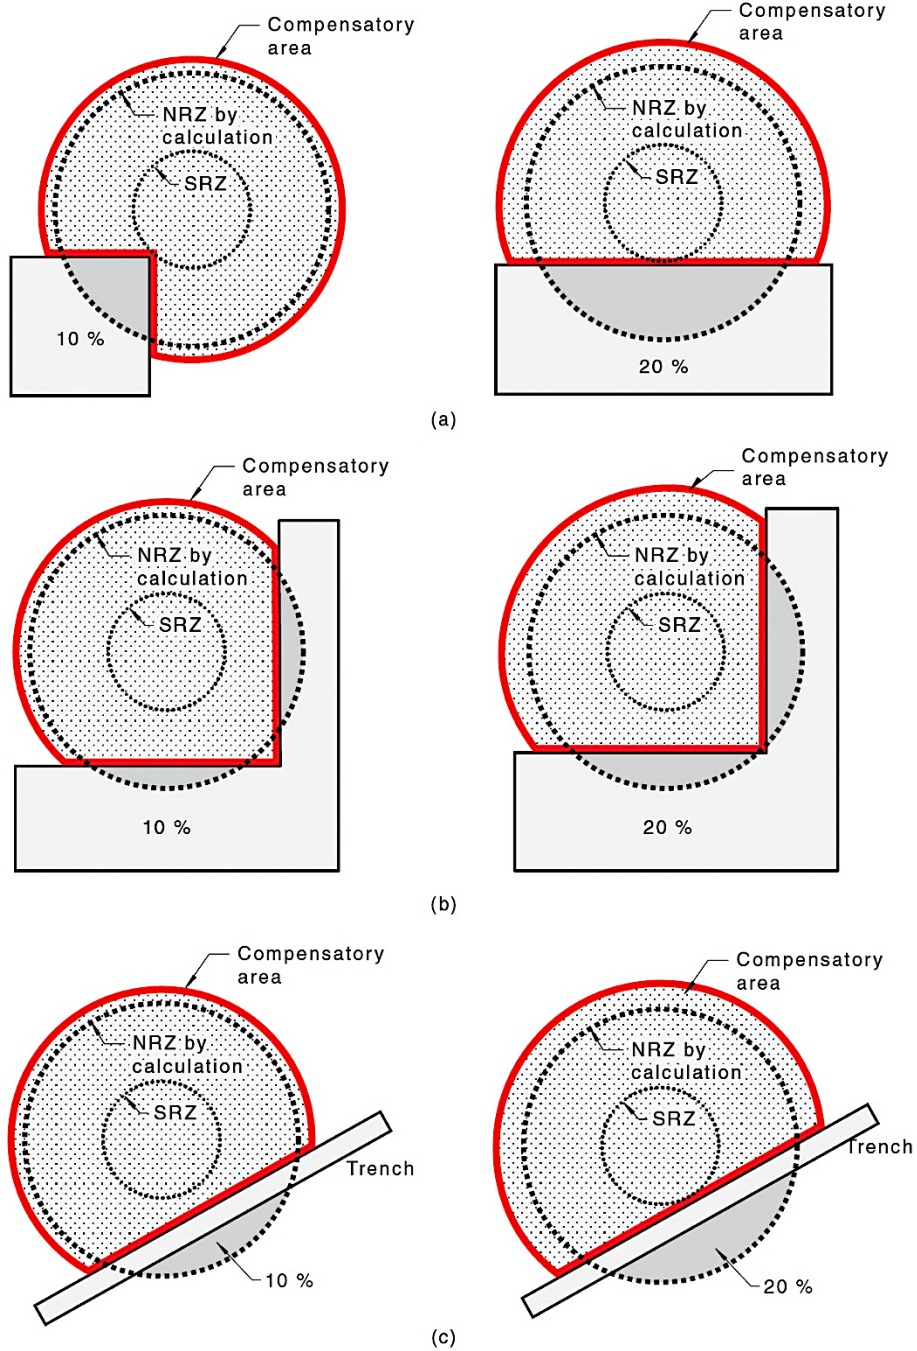 Compensatory
area
NRZ by
calculation
SRZ
10 %
Compensatory
area
NRZ by
calculation
SRZ
20 %
(a)
Compensatory
area
NRZ by
calculation
SRZ
10 %
Compensatory
area
NRZ by
calculation
SRZ
20 %
(b)
Compensatory
area
NRZ by
calculation
SRZ
Trench
10 %
Compensatory
area
NRZ by
calculation
SRZ
Trench
20 %
(c)